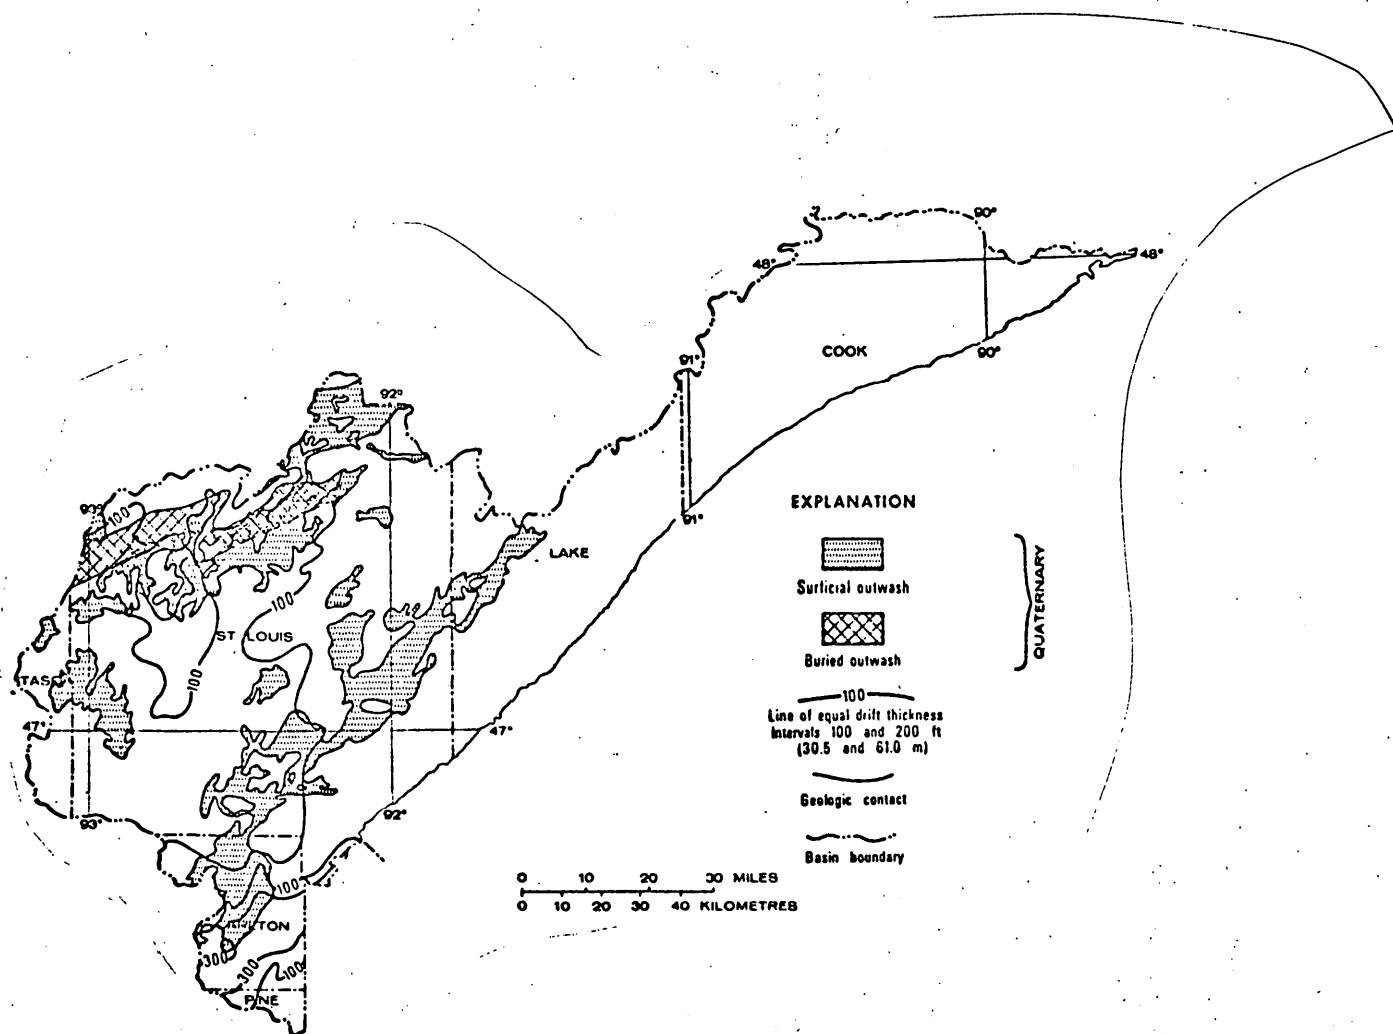 90°
48°
48°
COOK
90°
91°
92°
EXPLANATION
93°
100
91°
LAKE
Surficial outwash
100
ST LOUIS
QUATERNARY
Buried outwash
100
TASC
100
Line of equal drift thickness
Intervals 100 and 200 ft
(30.5 and 61.0 m)
47°
47°
Geologic contact
93°
92°
Basin boundary
0 10 20 30 MILES
0 10 20 30 40 KILOMETRES
100
RLTON
300
300
100
PINE